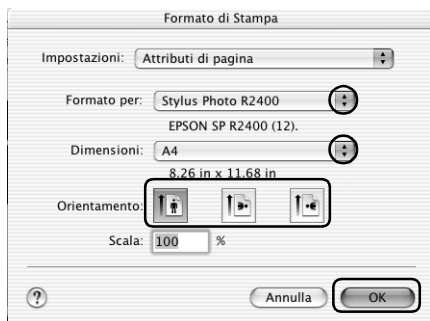 Formato di Stampa
Impostazioni: Attributi di pagina
Formato per: Stylus Photo R2400
EPSON SP R2400 (12).
Dimensioni: A4
8.26 in x 11.68 in
Orientamento:
Scala: 100 %
? Annulla OK